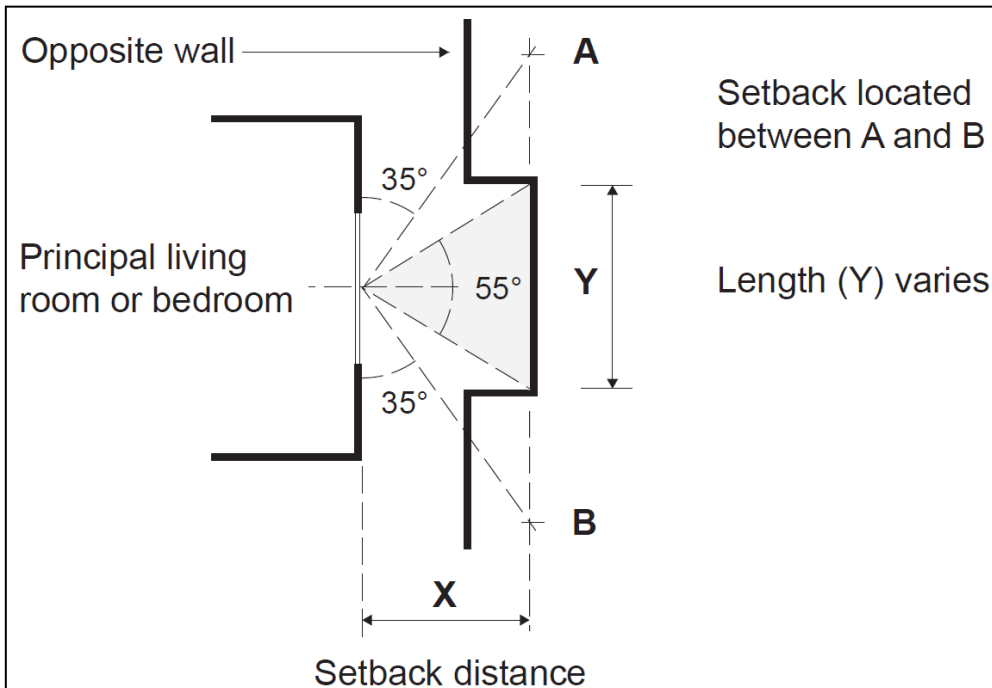 Opposite wall
A
Setback located
between A and B
35°
Principal living
room or bedroom
55°
Y
Length (Y) varies
35°
B
X
Setback distance